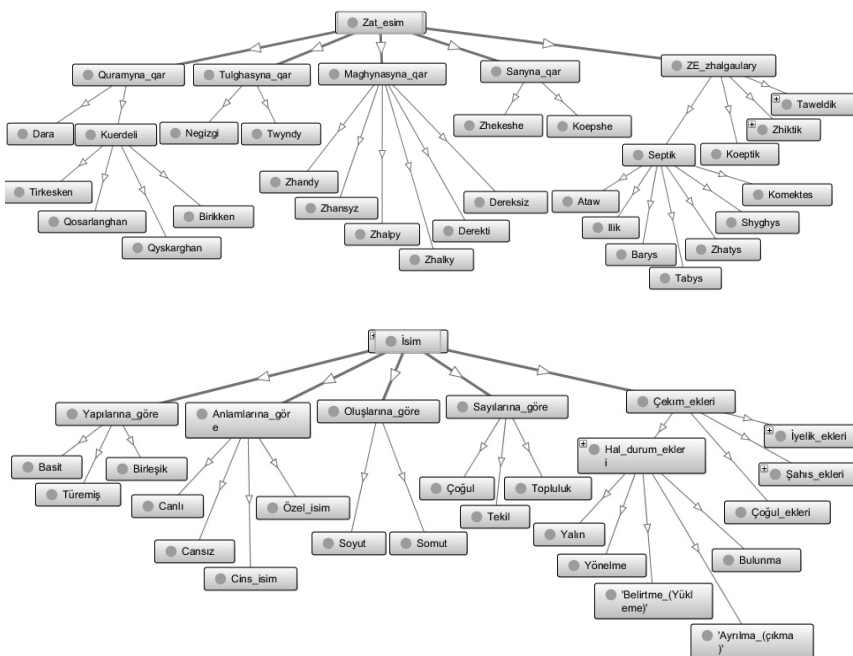 Zat_esim
Quramyna_qar
Tulghasyna_qar
Maghynasyna_qar
Sanyna_qar
ZE_zhalgaulary
Dara
Kuerdeli
Negizgi
Twyndy
Zhekeshe
Koepshe
Taweldik
Zhiktik
Koeptik
Septik
Tirkesken
Qosarlanghan
Qyskarghan
Birikken
Zhandy
Zhansyz
Zhalpy
Zhalky
Derekti
Dereksiz
Ataw
Ilik
Barys
Tabys
Zhatys
Shyghys
Komektes
İsim
Yapılarına_göre
Anlamlarına_gör
e
Oluşlarına_göre
Sayılarına_göre
Çekım_ekleri
Basit
Türemiş
Birleşik
Canlı
Cansız
Cins_isim
Özel_isim
Soyut
Somut
Çoğul
Tekil
Topluluk
Hal_durum_ekler
i
İyelik_ekleri
Şahıs_ekleri
Çoğul_ekleri
Yalın
Yönelme
'Belirtme_(Yükl
eme)'
'Ayrılma_(çıkma
)'
Bulunma